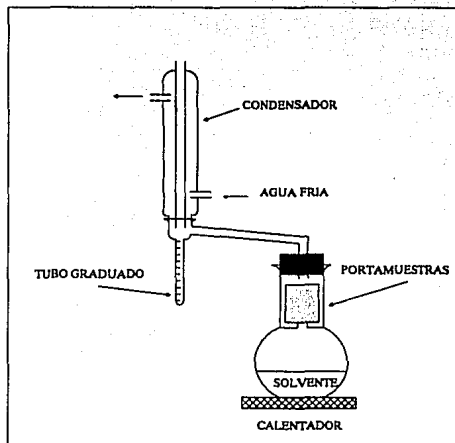 CONDENSADOR
AGUA FRIA
TUBO GRADUADO
PORTAMUESTRAS
SOLVENTE
CALENTADOR